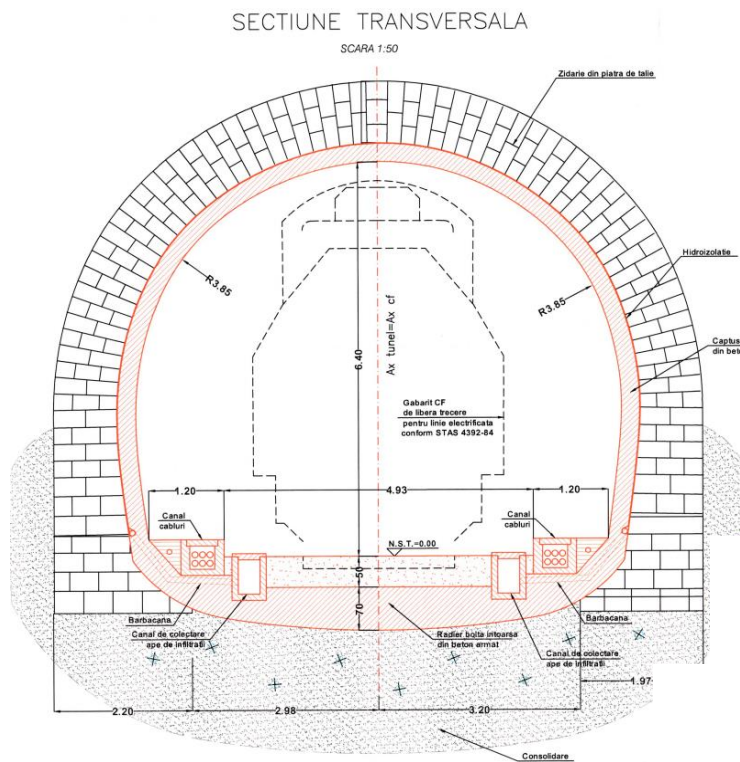 SECTIUNE TRANSVERSALA
SCARA 1:50
Zidarie din piatra de talie
Hidroizolatie
R3.85
R3.85
Captus
din beto
6.40
Ax tunel=Ax cf
Gabarit CF
de libera trecere
pentru linie electrificata
conform STAS 4392-84
1.20
4.93
1.20
Canal
cabluri
Canal
cabluri
N.S.T.=0.00
50
70
Barbacana
Barbacana
Canal de colectare
ape de infiltratii
Radier bolta intoarsa
din beton armat
Canal de colectare
ape de infiltratii
1.97
2.20
2.98
3.20
Consolidare